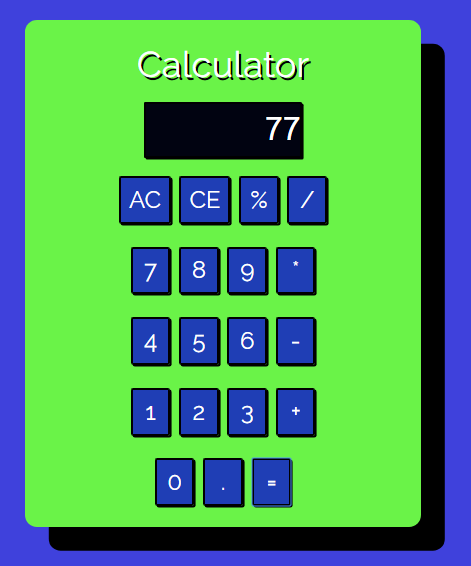 Calculator
77
AC CE % /
7 8 9 *
4 5 6 -
1 2 3 +
0 . =